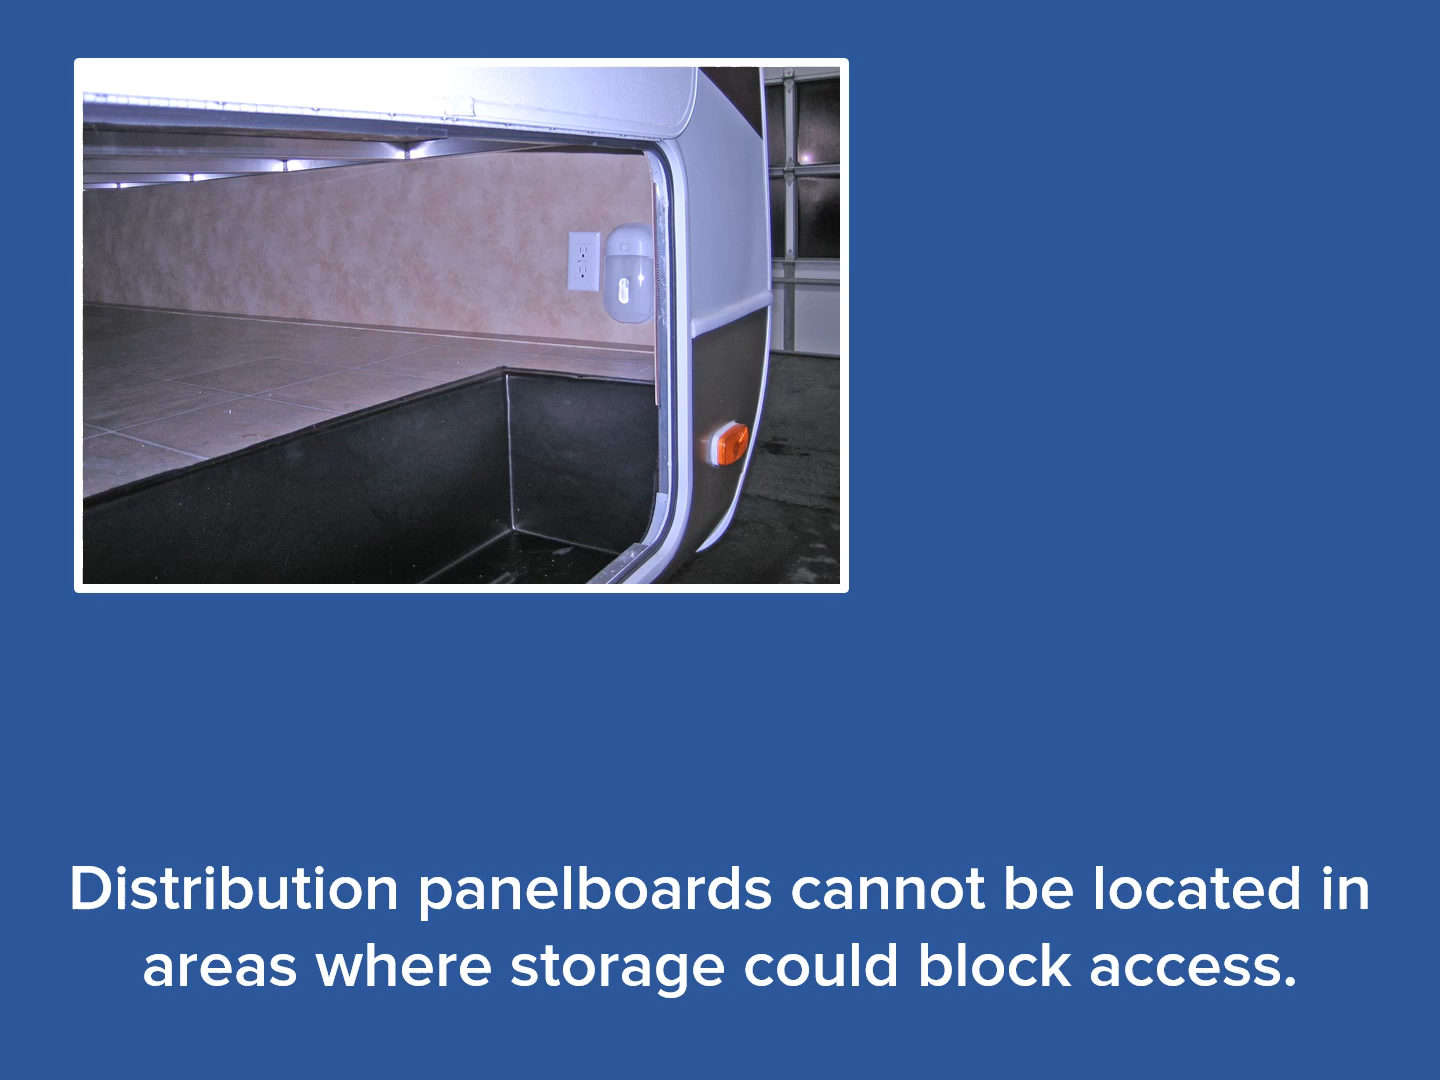 Distribution panelboards cannot be located in
areas where storage could block access.